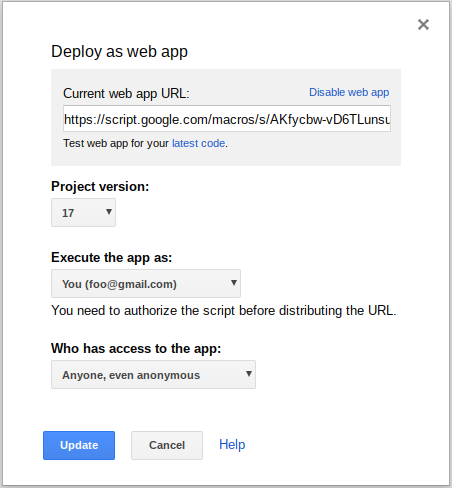 Deploy as web app
Current web app URL: Disable web app
https://script.google.com/macros/s/AKfycbw-vD6TLunsu
Test web app for your latest code.
Project version:
17
Execute the app as:
You (foo@gmail.com)
You need to authorize the script before distributing the URL.
Who has access to the app:
Anyone, even anonymous
Update Cancel Help